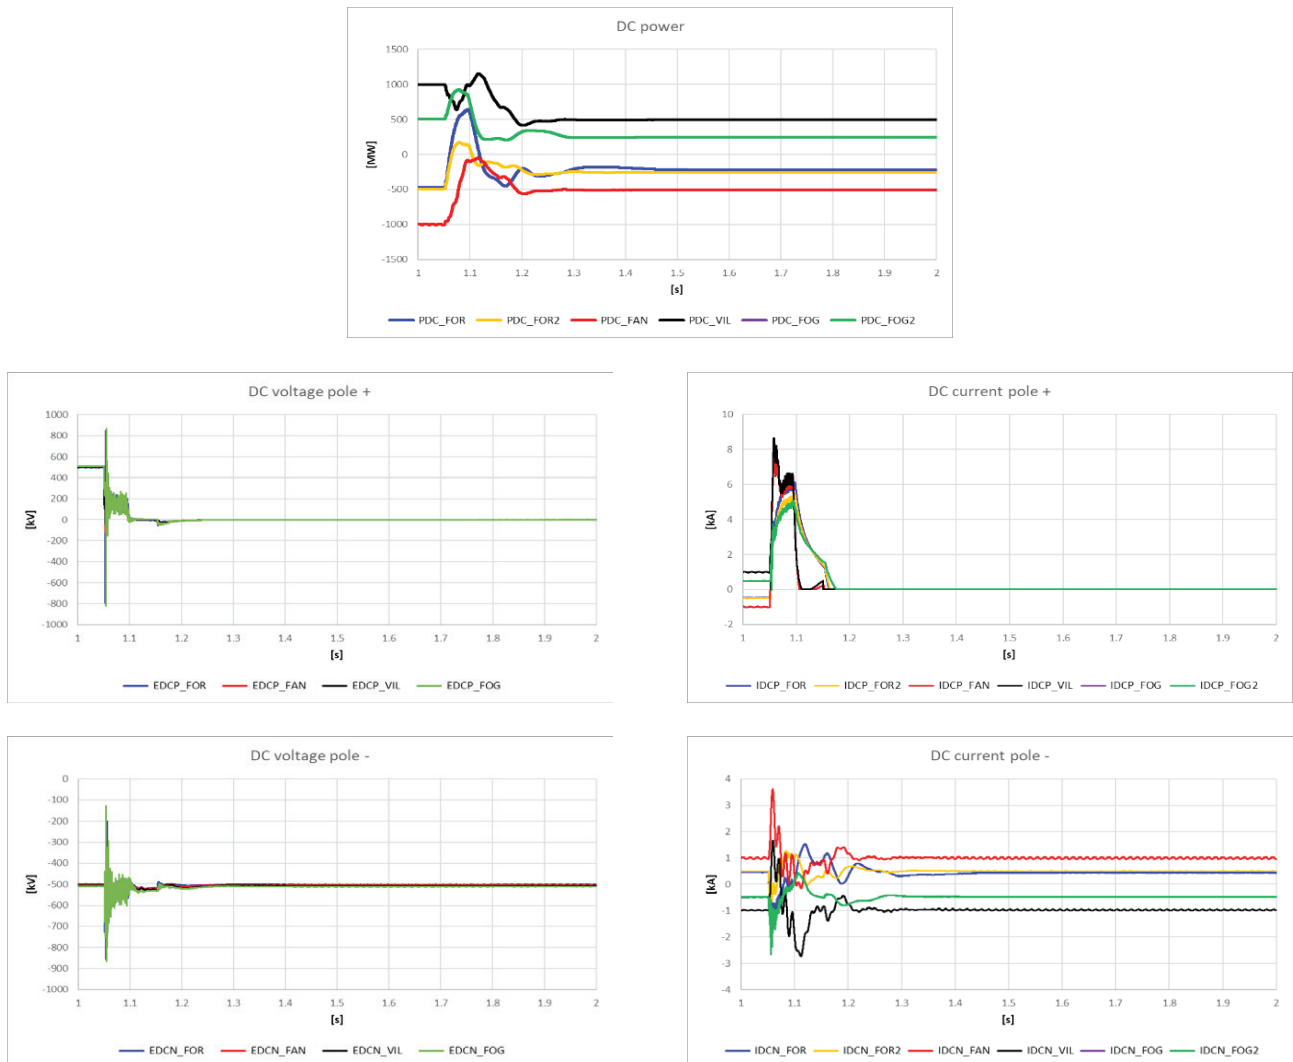 DC power
1500
1000
500
0
-500
-1000
-1500
[MW]
1 1.1 1.2 1.3 1.4 1.5 1.6 1.7 1.8 1.9 2
[s]
PDC_FOR PDC_FOR2 PDC_FAN PDC_VIL PDC_FOG PDC_FOG2
DC voltage pole +
1000
800
600
400
200
0
-200
-400
-600
-800
-1000
[kV]
1 1.1 1.2 1.3 1.4 1.5 1.6 1.7 1.8 1.9 2
[s]
EDCP_FOR EDCP_FAN EDCP_VIL EDCP_FOG
DC current pole +
10
8
6
4
2
0
-2
[kA]
1 1.1 1.2 1.3 1.4 1.5 1.6 1.7 1.8 1.9 2
[s]
IDCP_FOR IDCP_FOR2 IDCP_FAN IDCP_VIL IDCP_FOG IDCP_FOG2
DC voltage pole -
0
-100
-200
-300
-400
-500
-600
-700
-800
-900
-1000
[kV]
1 1.1 1.2 1.3 1.4 1.5 1.6 1.7 1.8 1.9 2
[s]
EDCN_FOR EDCN_FAN EDCN_VIL EDCN_FOG
DC current pole -
4
3
2
1
0
-1
-2
-3
-4
[kA]
1 1.1 1.2 1.3 1.4 1.5 1.6 1.7 1.8 1.9 2
[s]
IDCN_FOR IDCN_FOR2 IDCN_FAN IDCN_VIL IDCN_FOG IDCN_FOG2